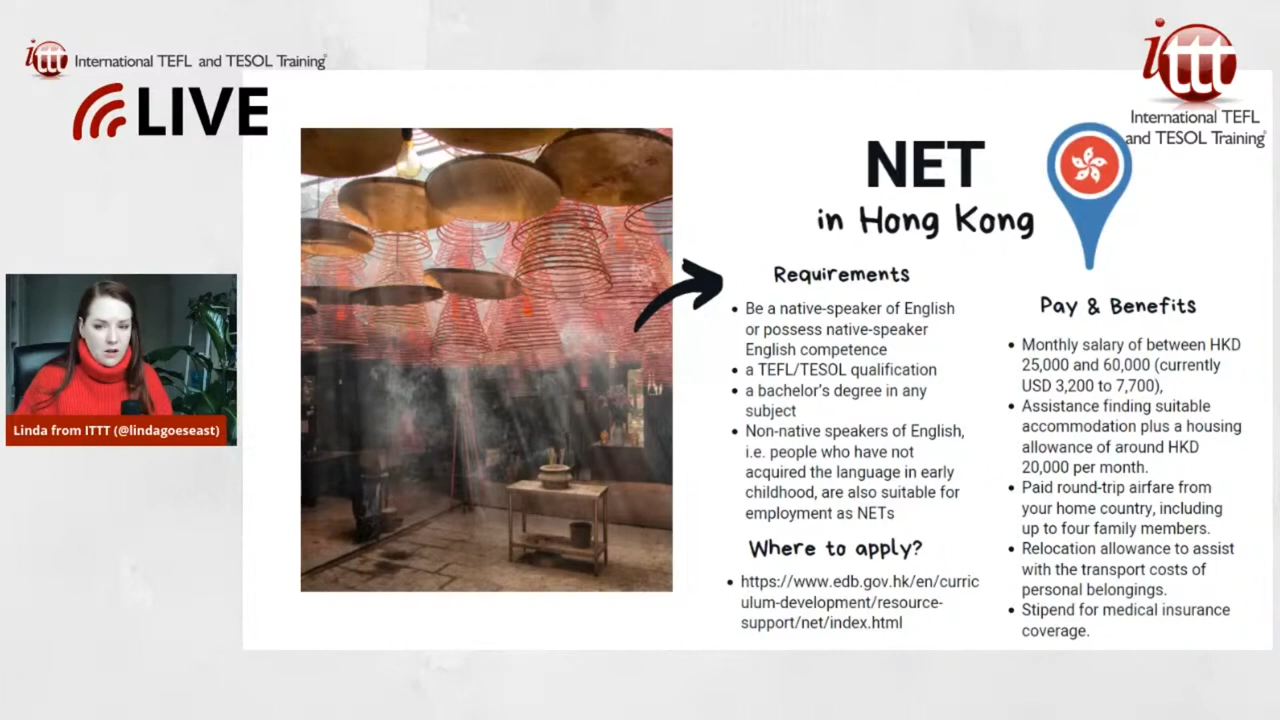 ittt International TEFL and TESOL Training
LIVE
ittt
International TEFL
and TESOL Training
Linda from ITTT (@lindagoeseast)
NET
in Hong Kong
Requirements
• Be a native-speaker of English
or possess native-speaker
English competence
• a TEFL/TESOL qualification
• a bachelor's degree in any
subject
• Non-native speakers of English,
i.e. people who have not
acquired the language in early
childhood, are also suitable for
employment as NETs
Where to apply?
• https://www.edb.gov.hk/en/curric
ulum-development/resource-
support/net/index.html
Pay & Benefits
• Monthly salary of between HKD
25,000 and 60,000 (currently
USD 3,200 to 7,700),
• Assistance finding suitable
accommodation plus a housing
allowance of around HKD
20,000 per month.
• Paid round-trip airfare from
your home country, including
up to four family members.
• Relocation allowance to assist
with the transport costs of
personal belongings.
• Stipend for medical insurance
coverage.